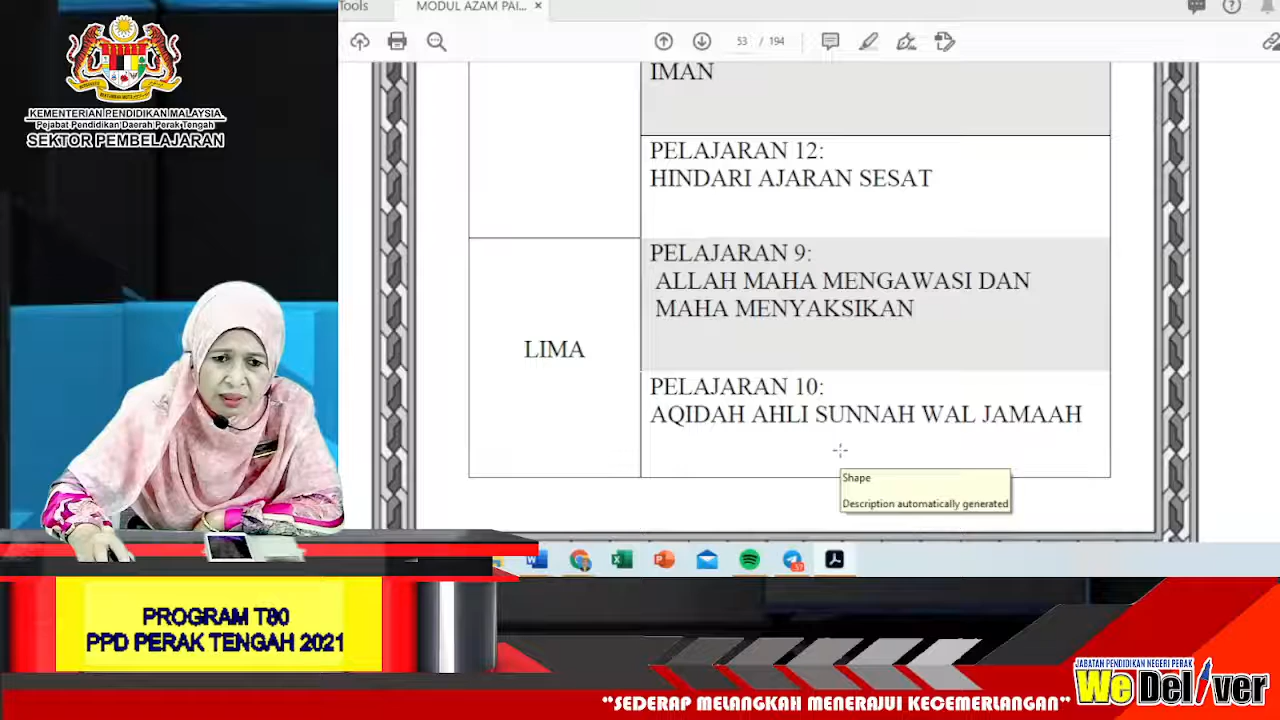 Tools
MODUL AZAM PAI... ×
KEMENTERIAN PENDIDIKAN MALAYSIA
Pejabat Pendidikan Daerah Perak Tengah
SEKTOR PEMBELAJARAN
53 / 194
IMAN
PELAJARAN 12:
HINDARI AJARAN SESAT
LIMA
PELAJARAN 9:
ALLAH MAHA MENGAWASI DAN
MAHA MENYAKSIKAN
PELAJARAN 10:
AQIDAH AHLI SUNNAH WAL JAMAAH
Shape
Description automatically generated
PROGRAM T80
PPD PERAK TENGAH 2021
JABATAN PENDIDIKAN NEGERI PERAK
We Deliver
"SEDERAP MELANGKAH MENERAJUI KECEMERLANGAN"